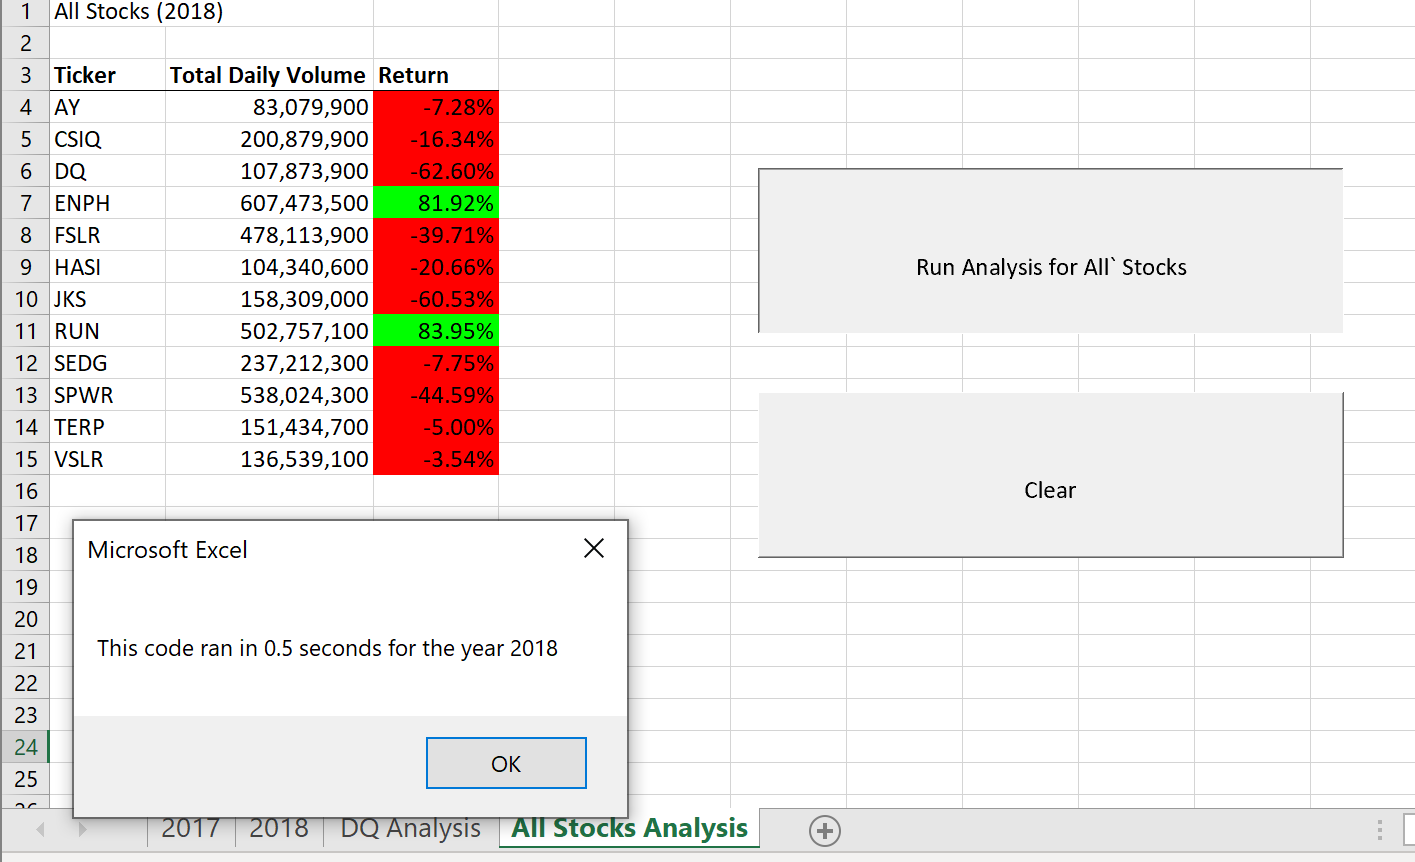 1 All Stocks (2018)
2
3 Ticker Total Daily Volume Return
4 AY 83,079,900 -7.28%
5 CSIQ 200,879,900 -16.34%
6 DQ 107,873,900 -62.60%
7 ENPH 607,473,500 81.92%
8 FSLR 478,113,900 -39.71%
9 HASI 104,340,600 -20.66%
10 JKS 158,309,000 -60.53%
11 RUN 502,757,100 83.95%
12 SEDG 237,212,300 -7.75%
13 SPWR 538,024,300 -44.59%
14 TERP 151,434,700 -5.00%
15 VSLR 136,539,100 -3.54%
16
17
18
19
20
21
22
23
24
25
26
Run Analysis for All` Stocks
Clear
Microsoft Excel
This code ran in 0.5 seconds for the year 2018
OK
2017 2018 DQ Analysis All Stocks Analysis